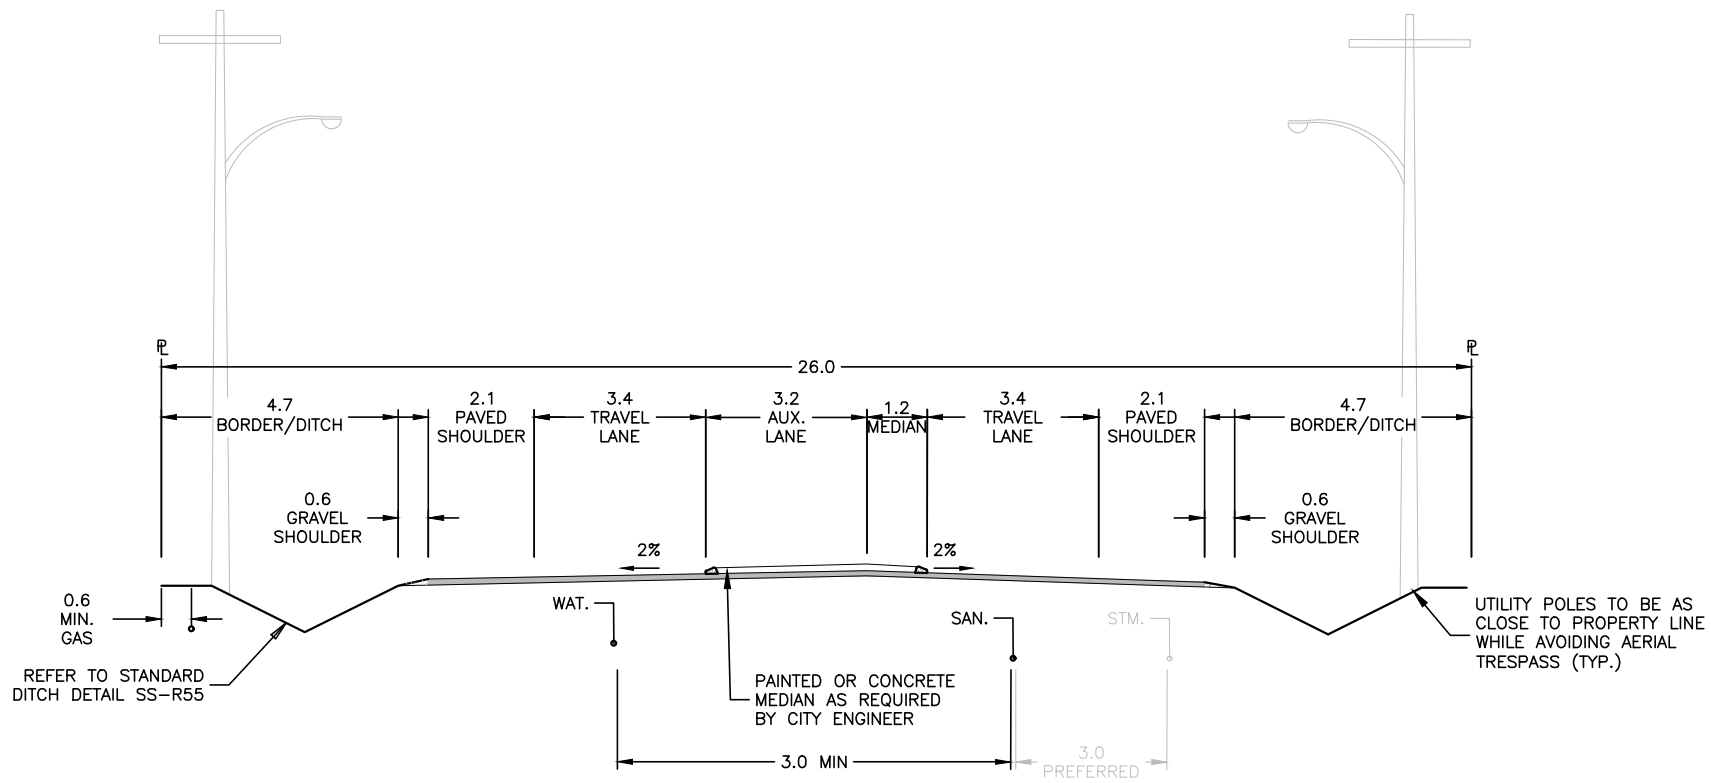 PL
PL
26.0
4.7
BORDER/DITCH
2.1
PAVED
SHOULDER
3.4
TRAVEL
LANE
3.2
AUX.
LANE
1.2
MEDIAN
3.4
TRAVEL
LANE
2.1
PAVED
SHOULDER
4.7
BORDER/DITCH
0.6
GRAVEL
SHOULDER
0.6
GRAVEL
SHOULDER
2%
2%
0.6
MIN.
GAS
WAT.
SAN.
STM.
UTILITY POLES TO BE AS
CLOSE TO PROPERTY LINE
WHILE AVOIDING AERIAL
TRESPASS (TYP.)
REFER TO STANDARD
DITCH DETAIL SS-R55
PAINTED OR CONCRETE
MEDIAN AS REQUIRED
BY CITY ENGINEER
3.0 MIN
3.0
PREFERRED